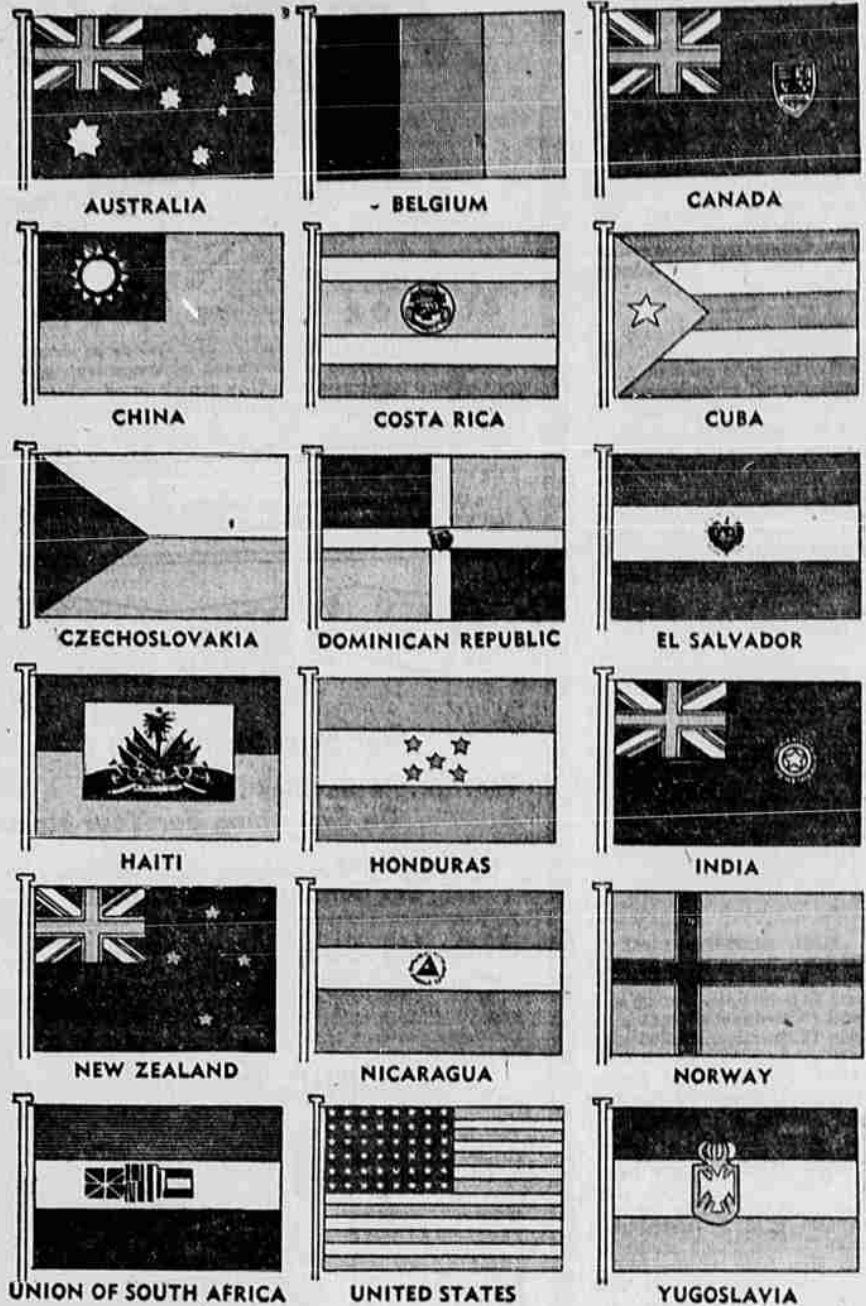 AUSTRALIA BELGIUM CANADA
CHINA COSTA RICA CUBA
CZECHOSLOVAKIA DOMINICAN REPUBLIC EL SALVADOR
HAITI HONDURAS INDIA
NEW ZEALAND NICARAGUA NORWAY
UNION OF SOUTH AFRICA UNITED STATES YUGOSLAVIA